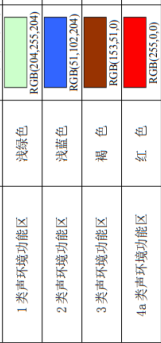 1 类声环境功能区 浅绿色 RGB(204,255,204)
2 类声环境功能区 浅蓝色 RGB(51,102,204)
3 类声环境功能区 褐 色 RGB(153,51,0)
4a 类声环境功能区 红 色 RGB(255,0,0)